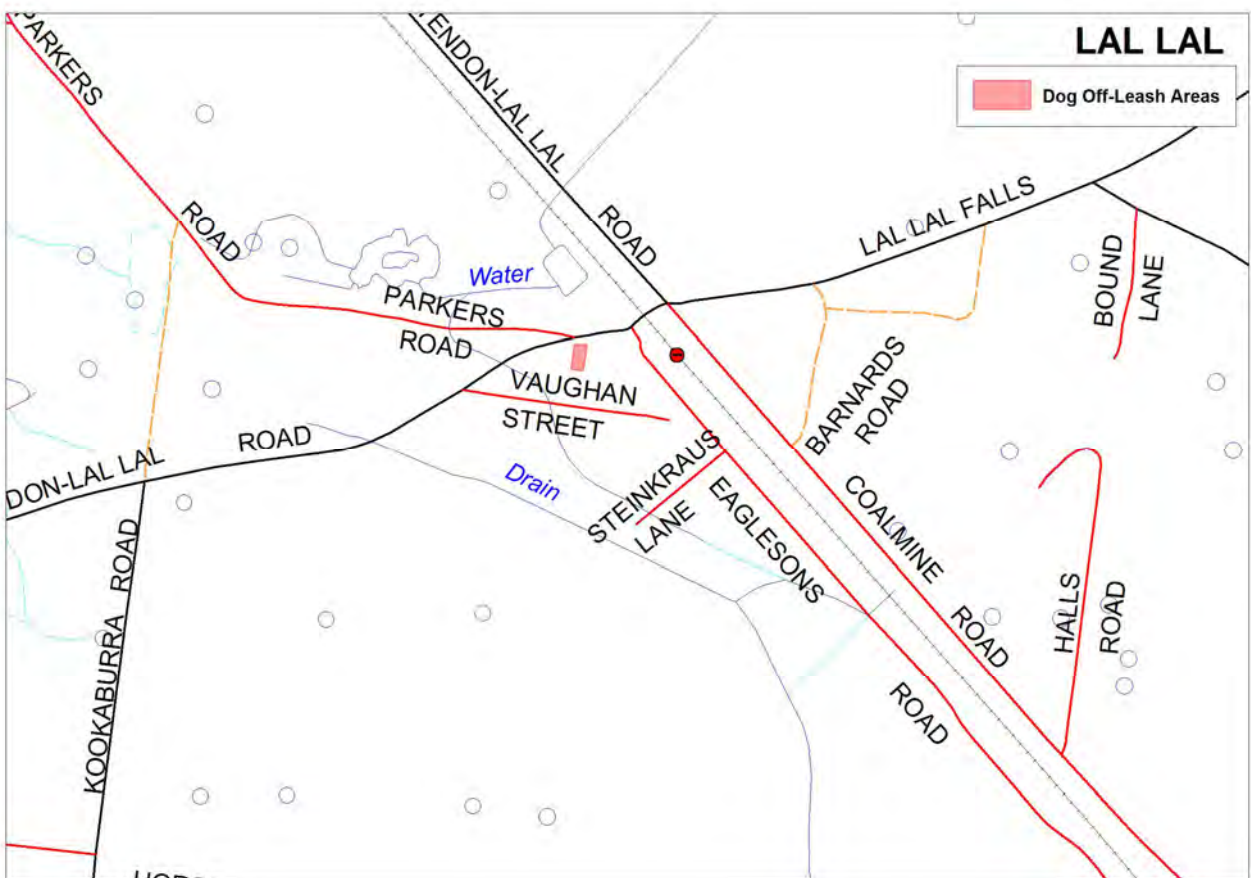 LAL LAL
Dog Off-Leash Areas
PARKERS
ROAD
TENDON-LAL LAL
ROAD
LAL LAL FALLS
BOUND
LANE
Water
PARKERS
ROAD
VAUGHAN
STREET
BARNARDS
ROAD
DON-LAL LAL
ROAD
Drain
STEINKRAUS
LANE
EAGLESONS
ROAD
COALMINE
ROAD
HALLS
ROAD
KOOKABURRA ROAD